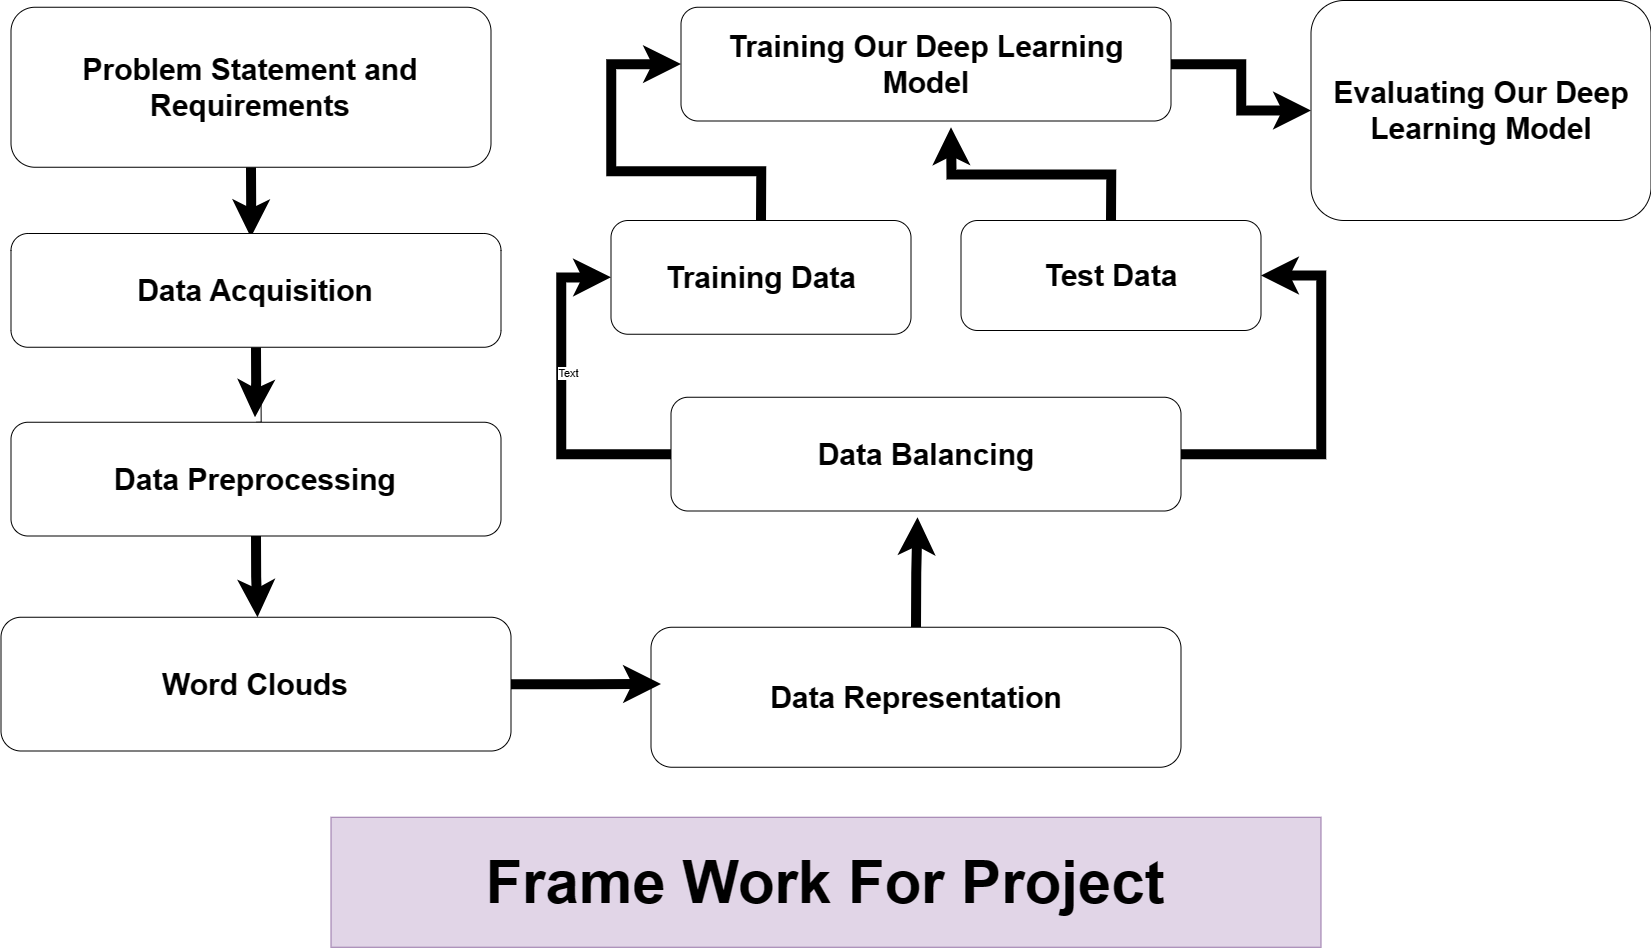 Problem Statement and
Requirements
Data Acquisition
Data Preprocessing
Word Clouds
Data Representation
Data Balancing
Text
Training Data
Test Data
Training Our Deep Learning
Model
Evaluating Our Deep
Learning Model
Frame Work For Project